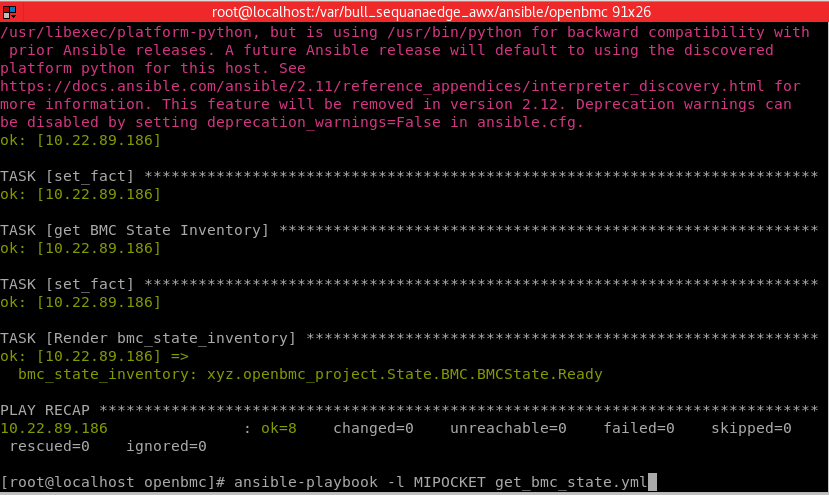 root@localhost:/var/bull_sequanaedge_awx/ansible/openbmc 91x26
/usr/libexec/platform-python, but is using /usr/bin/python for backward compatibility with
 prior Ansible releases. A future Ansible release will default to using the discovered
platform python for this host. See
https://docs.ansible.com/ansible/2.11/reference_appendices/interpreter_discovery.html for
more information. This feature will be removed in version 2.12. Deprecation warnings can
be disabled by setting deprecation_warnings=False in ansible.cfg.
ok: [10.22.89.186]
TASK [set_fact] ***************************************************************************
ok: [10.22.89.186]
TASK [get BMC State Inventory] ************************************************************
ok: [10.22.89.186]
TASK [set_fact] ***************************************************************************
ok: [10.22.89.186]
TASK [Render bmc_state_inventory] *********************************************************
ok: [10.22.89.186] =>
  bmc_state_inventory: xyz.openbmc_project.State.BMC.BMCState.Ready
PLAY RECAP ********************************************************************************
10.22.89.186               : ok=8    changed=0    unreachable=0    failed=0    skipped=0
 rescued=0    ignored=0
[root@localhost openbmc]# ansible-playbook -l MIPOCKET get_bmc_state.yml